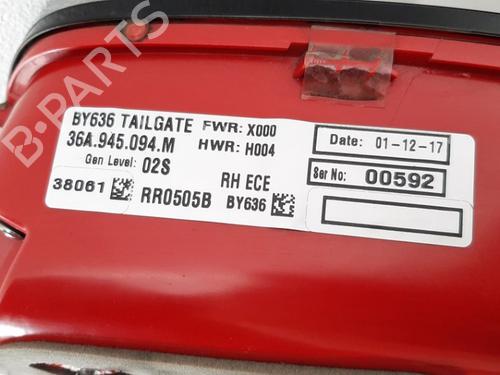 BY636 TAILGATE FWR: X000
36A.945.094.M HWR: H004
Gen Level: 02S
38061 RR0505B RH ECE
BY636
Date: 01-12-17
Ser No: 00592